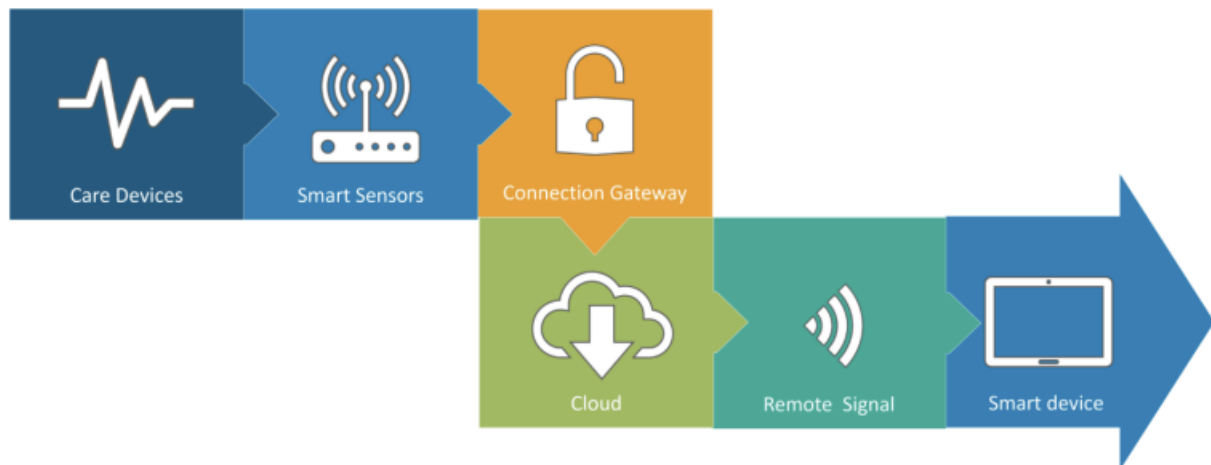 Care Devices
Smart Sensors
Connection Gateway
Cloud
Remote Signal
Smart device